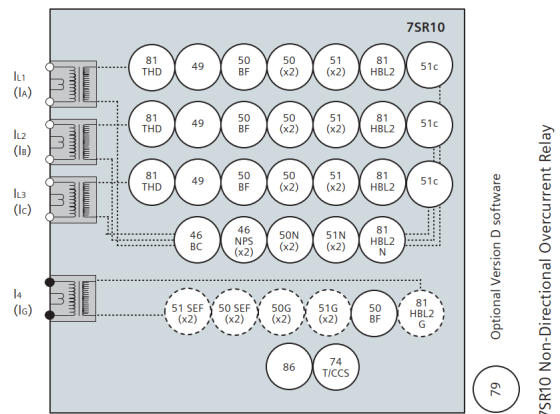 7SR10
IL1
(IA)
81
THD
49
50
BF
50
(x2)
51
(x2)
81
HBL2
51c
IL2
(IB)
81
THD
49
50
BF
50
(x2)
51
(x2)
81
HBL2
51c
IL3
(IC)
81
THD
49
50
BF
50
(x2)
51
(x2)
81
HBL2
51c
46
BC
46
NPS
(x2)
50N
(x2)
51N
(x2)
81
HBL2
N
I4
(IG)
51 SEF
(x2)
50 SEF
(x2)
50G
(x2)
51G
(x2)
50
BF
81
HBL2
G
86
74
T/CCS
79
Optional Version D software
7SR10 Non-Directional Overcurrent Relay